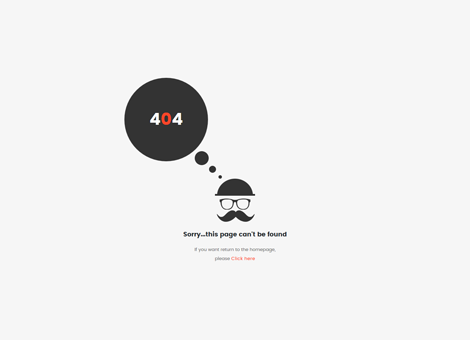 404
Sorry...this page can't be found
If you want return to the homepage,
please Click here